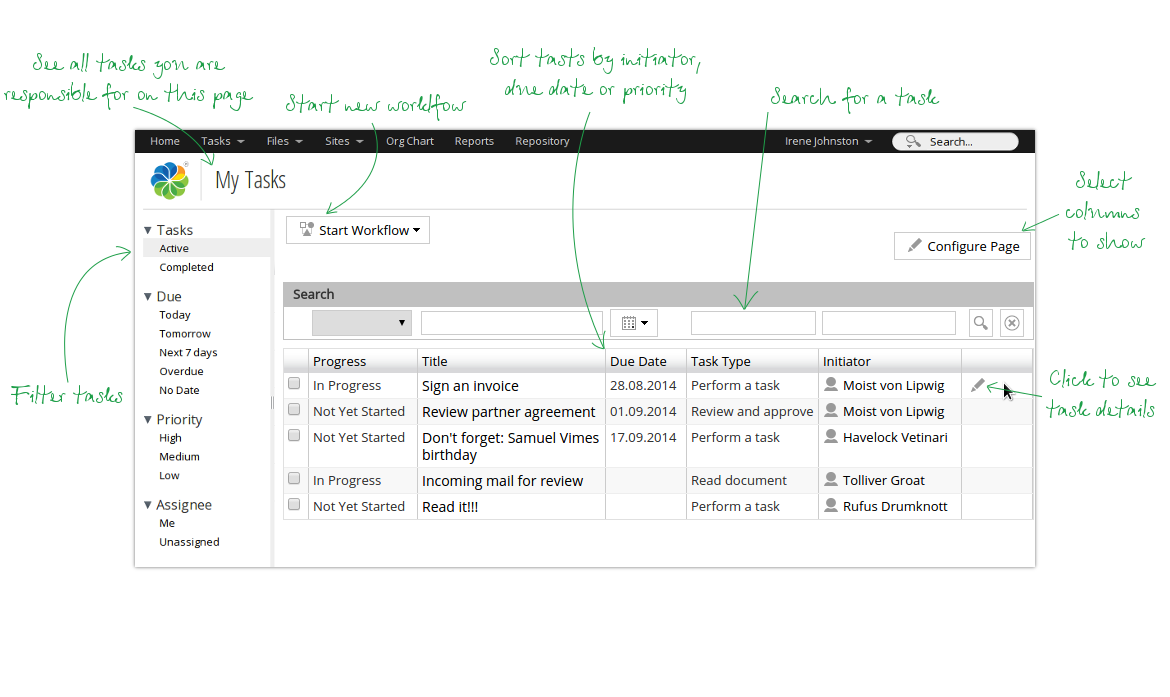 See all tasks you are
responsible for on this page
Start new worldfow
Sort tasts by initiator,
due date or priority
Search for a task
Home Tasks Files Sites Org Chart Reports Repository Irene Johnston Search...
®
My Tasks
Select
columns
to show
Start Workflow
Configure Page
Tasks
Active
Completed
Due
Today
Tomorrow
Next 7 days
Overdue
No Date
Priority
High
Medium
Low
Assignee
Me
Unassigned
Filter tasks
Search
Progress Title Due Date Task Type Initiator
In Progress Sign an invoice 28.08.2014 Perform a task Moist von Lipwig
Not Yet Started Review partner agreement 01.09.2014 Review and approve Moist von Lipwig
Not Yet Started Don't forget: Samuel Vimes 17.09.2014 Perform a task Havelock Vetinari
birthday
In Progress Incoming mail for review Read document Tolliver Groat
Not Yet Started Read it!!! Perform a task Rufus Drumknott
Click to see
task details